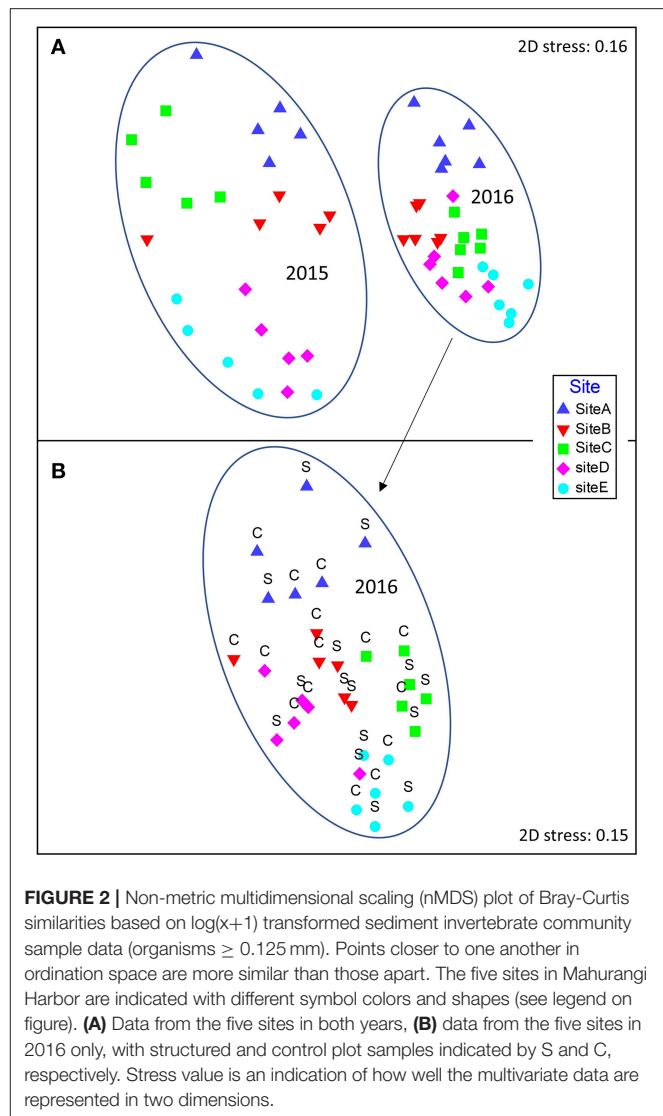 A
2D stress: 0.16
2015
2016
Site
SiteA
SiteB
SiteC
siteD
siteE
B
S
C
S
S
C
C
2016
C
C
C
S
C
C
C
S
S
S
S
C
S
C
C
S
S
S
C
S
C
C
S
S
2D stress: 0.15
FIGURE 2 | Non-metric multidimensional scaling (nMDS) plot of Bray-Curtis
similarities based on log(x+1) transformed sediment invertebrate community
sample data (organisms ≥ 0.125 mm). Points closer to one another in
ordination space are more similar than those apart. The five sites in Mahurangi
Harbor are indicated with different symbol colors and shapes (see legend on
figure). (A) Data from the five sites in both years, (B) data from the five sites in
2016 only, with structured and control plot samples indicated by S and C,
respectively. Stress value is an indication of how well the multivariate data are
represented in two dimensions.